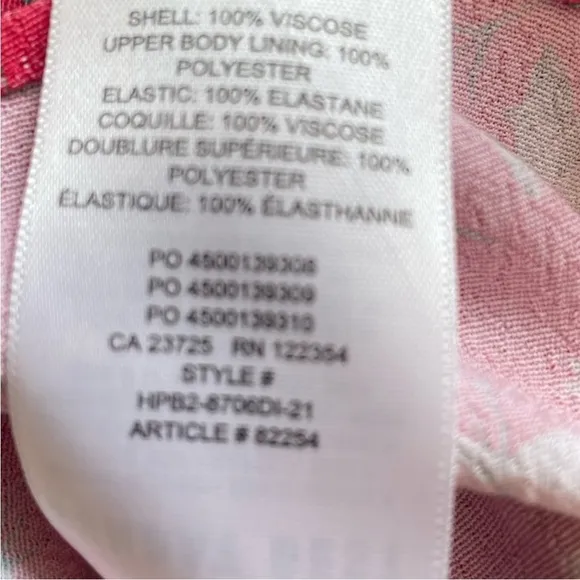 SHELL: 100% VISCOSE
UPPER BODY LINING: 100%
POLYESTER
ELASTIC: 100% ELASTANE
COQUILLE: 100% VISCOSE
DOUBLURE SUPÉRIEURE: 100%
POLYESTER
ÉLASTIQUE: 100% ÉLASTHANNE
PO 4500139308
PO 4500139309
PO 4500139310
CA 23725 RN 122354
STYLE #
HPB2-8706DI-21
ARTICLE # 82254